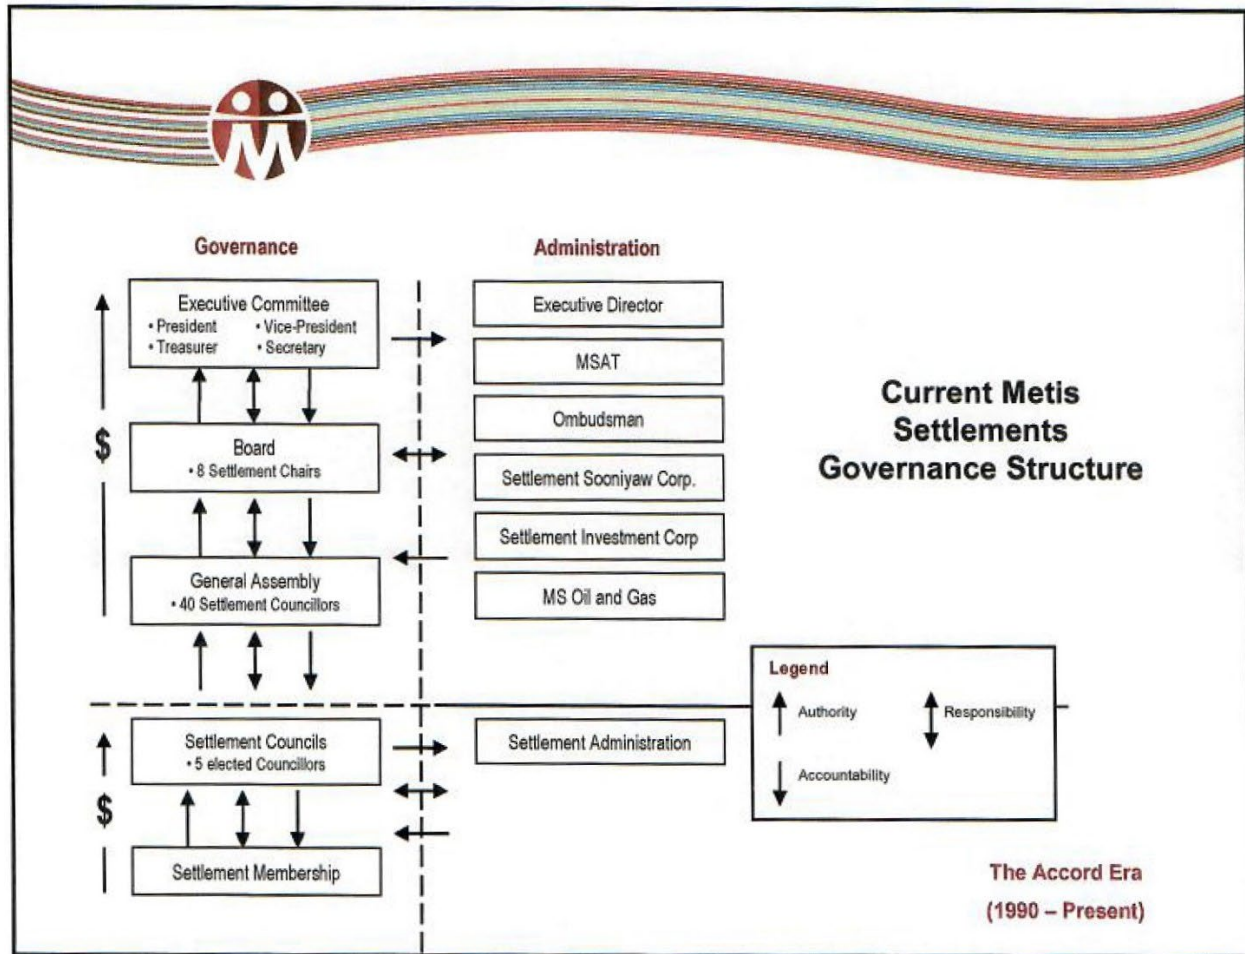 Governance
Executive Committee
• President • Vice-President
• Treasurer • Secretary
$
Board
• 8 Settlement Chairs
General Assembly
• 40 Settlement Councillors
Settlement Councils
• 5 elected Councillors
$
Settlement Membership
Administration
Executive Director
MSAT
Ombudsman
Settlement Sooniyaw Corp.
Settlement Investment Corp
MS Oil and Gas
Settlement Administration
Current Metis
Settlements
Governance Structure
Legend
Authority Responsibility
Accountability
The Accord Era
(1990 – Present)